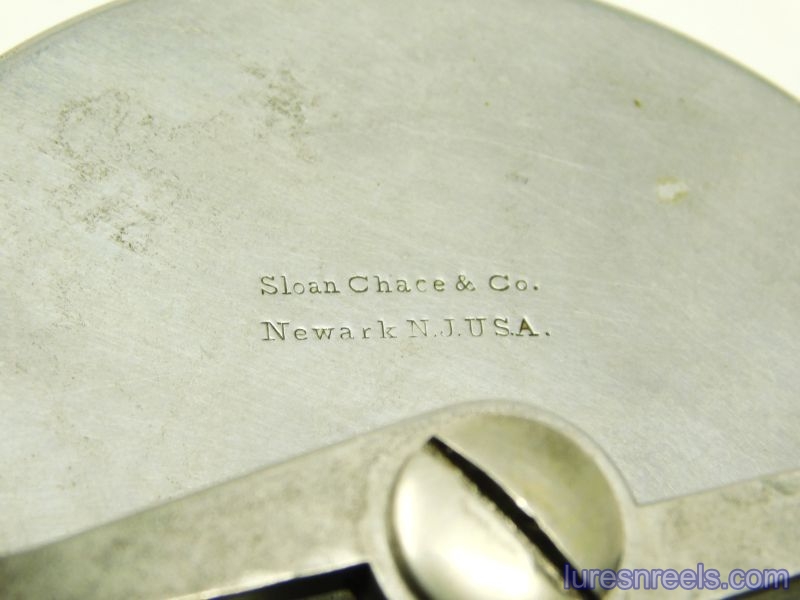 Sloan Chace & Co.
Newark N.J.U.S.A.
luresnreels.com